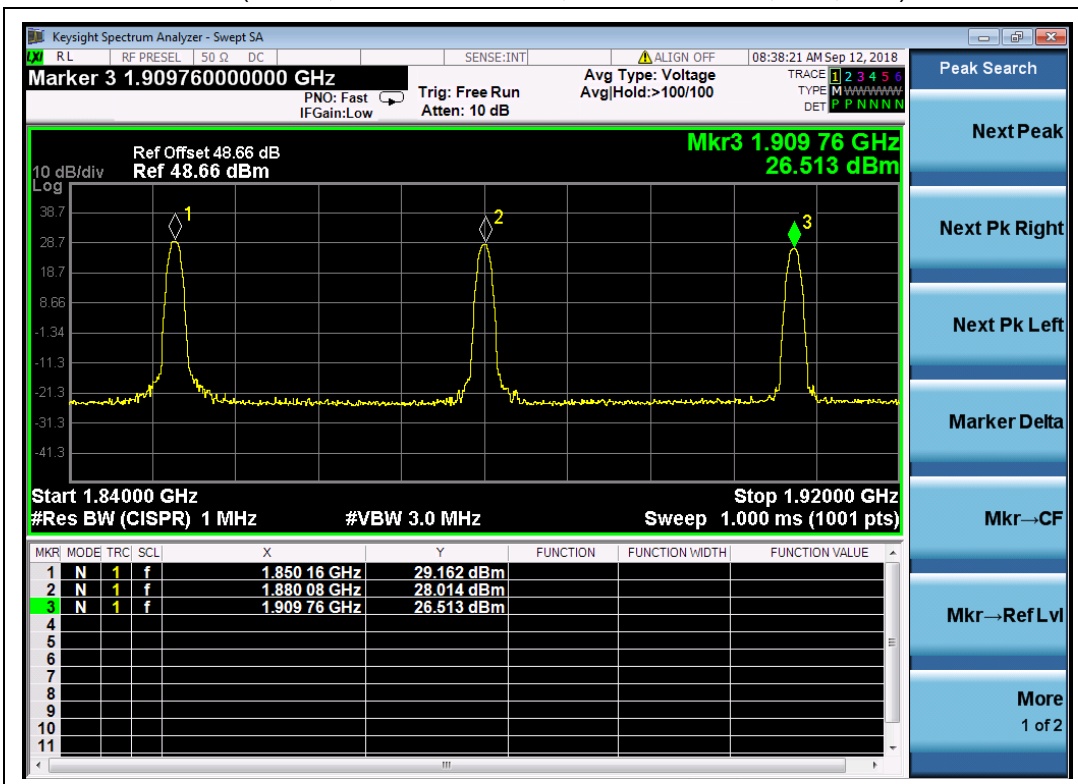 Keysight Spectrum Analyzer - Swept SA
LXI RL RF PRESEL 50 Ω DC SENSE:INT ALIGN OFF 08:38:21 AM Sep 12, 2018
Marker 3 1.909760000000 GHz
PNO: Fast
IFGain:Low
Trig: Free Run
Atten: 10 dB
Avg Type: Voltage
Avg|Hold:>100/100
TRACE 1 2 3 4 5 6
TYPE M WWWWW
DET P P N N N N
Mkr3 1.909 76 GHz
26.513 dBm
Ref Offset 48.66 dB
10 dB/div Ref 48.66 dBm
Log
38.7
28.7
18.7
8.66
-1.34
-11.3
-21.3
-31.3
-41.3
1
2
3
Start 1.84000 GHz Stop 1.92000 GHz
#Res BW (CISPR) 1 MHz #VBW 3.0 MHz Sweep 1.000 ms (1001 pts)
MKR MODE TRC SCL X Y FUNCTION FUNCTION WIDTH FUNCTION VALUE
1 N 1 f 1.850 16 GHz 29.162 dBm
2 N 1 f 1.880 08 GHz 28.014 dBm
3 N 1 f 1.909 76 GHz 26.513 dBm
4
5
6
7
8
9
10
11
Peak Search
Next Peak
Next Pk Right
Next Pk Left
Marker Delta
Mkr→CF
Mkr→Ref Lvl
More
1 of 2